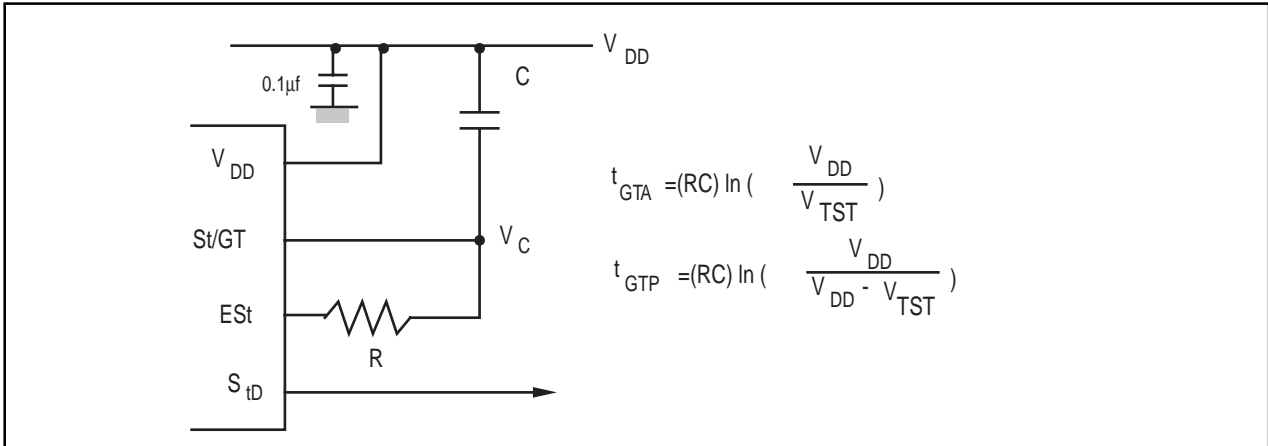 V DD
C
0.1µf
V DD
St/GT
V C
ESt
R
S tD
t GTA =(RC) ln ( V DD / V TST )
t GTP =(RC) ln ( V DD / V DD - V TST )